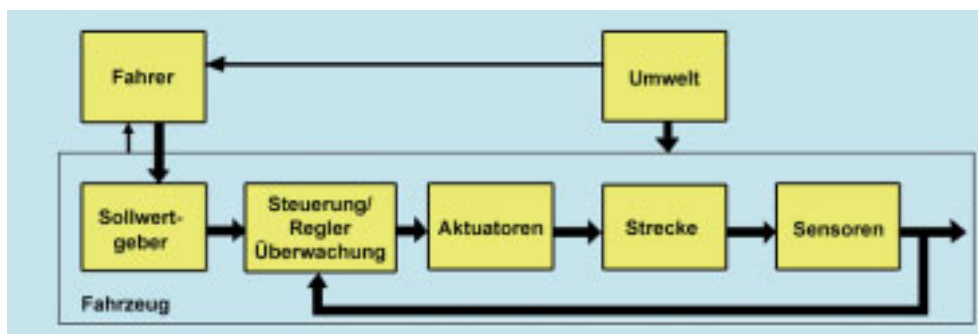 Fahrer
Umwelt
Sollwert-
geber
Steuerung/
Regler
Überwachung
Aktuatoren
Strecke
Sensoren
Fahrzeug